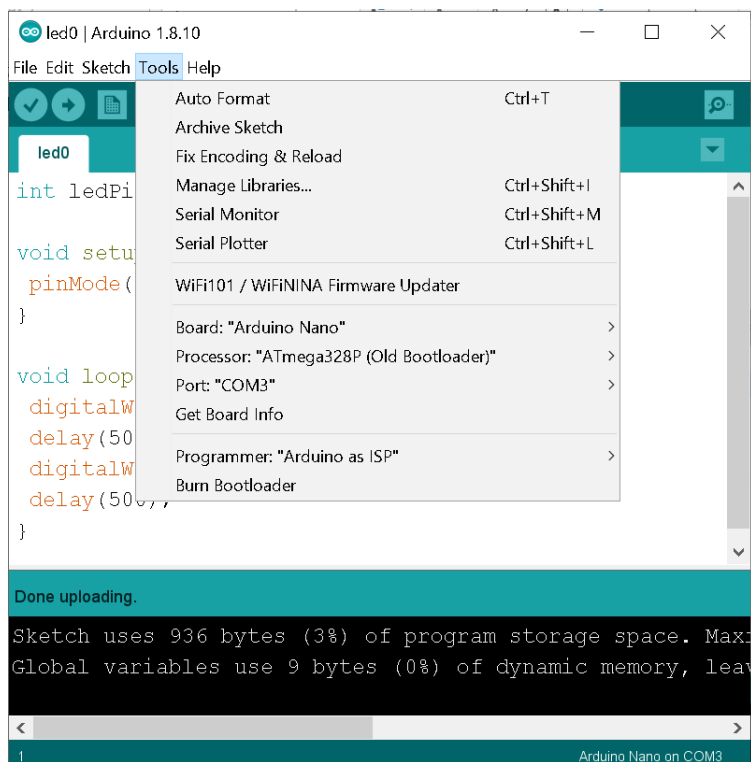 led0 | Arduino 1.8.10
File Edit Sketch Tools Help
Auto Format Ctrl+T
Archive Sketch
led0
Fix Encoding & Reload
int ledPi
Manage Libraries... Ctrl+Shift+I
Serial Monitor Ctrl+Shift+M
void setu
Serial Plotter Ctrl+Shift+L
pinMode(
WiFi101 / WiFiNINA Firmware Updater
}
Board: "Arduino Nano"
Processor: "ATmega328P (Old Bootloader)"
void loop
Port: "COM3"
digitalW
Get Board Info
delay(50
Programmer: "Arduino as ISP"
digitalW
Burn Bootloader
delay(500);
}
Done uploading.
Sketch uses 936 bytes (3%) of program storage space. Maxi
Global variables use 9 bytes (0%) of dynamic memory, leav
1 Arduino Nano on COM3